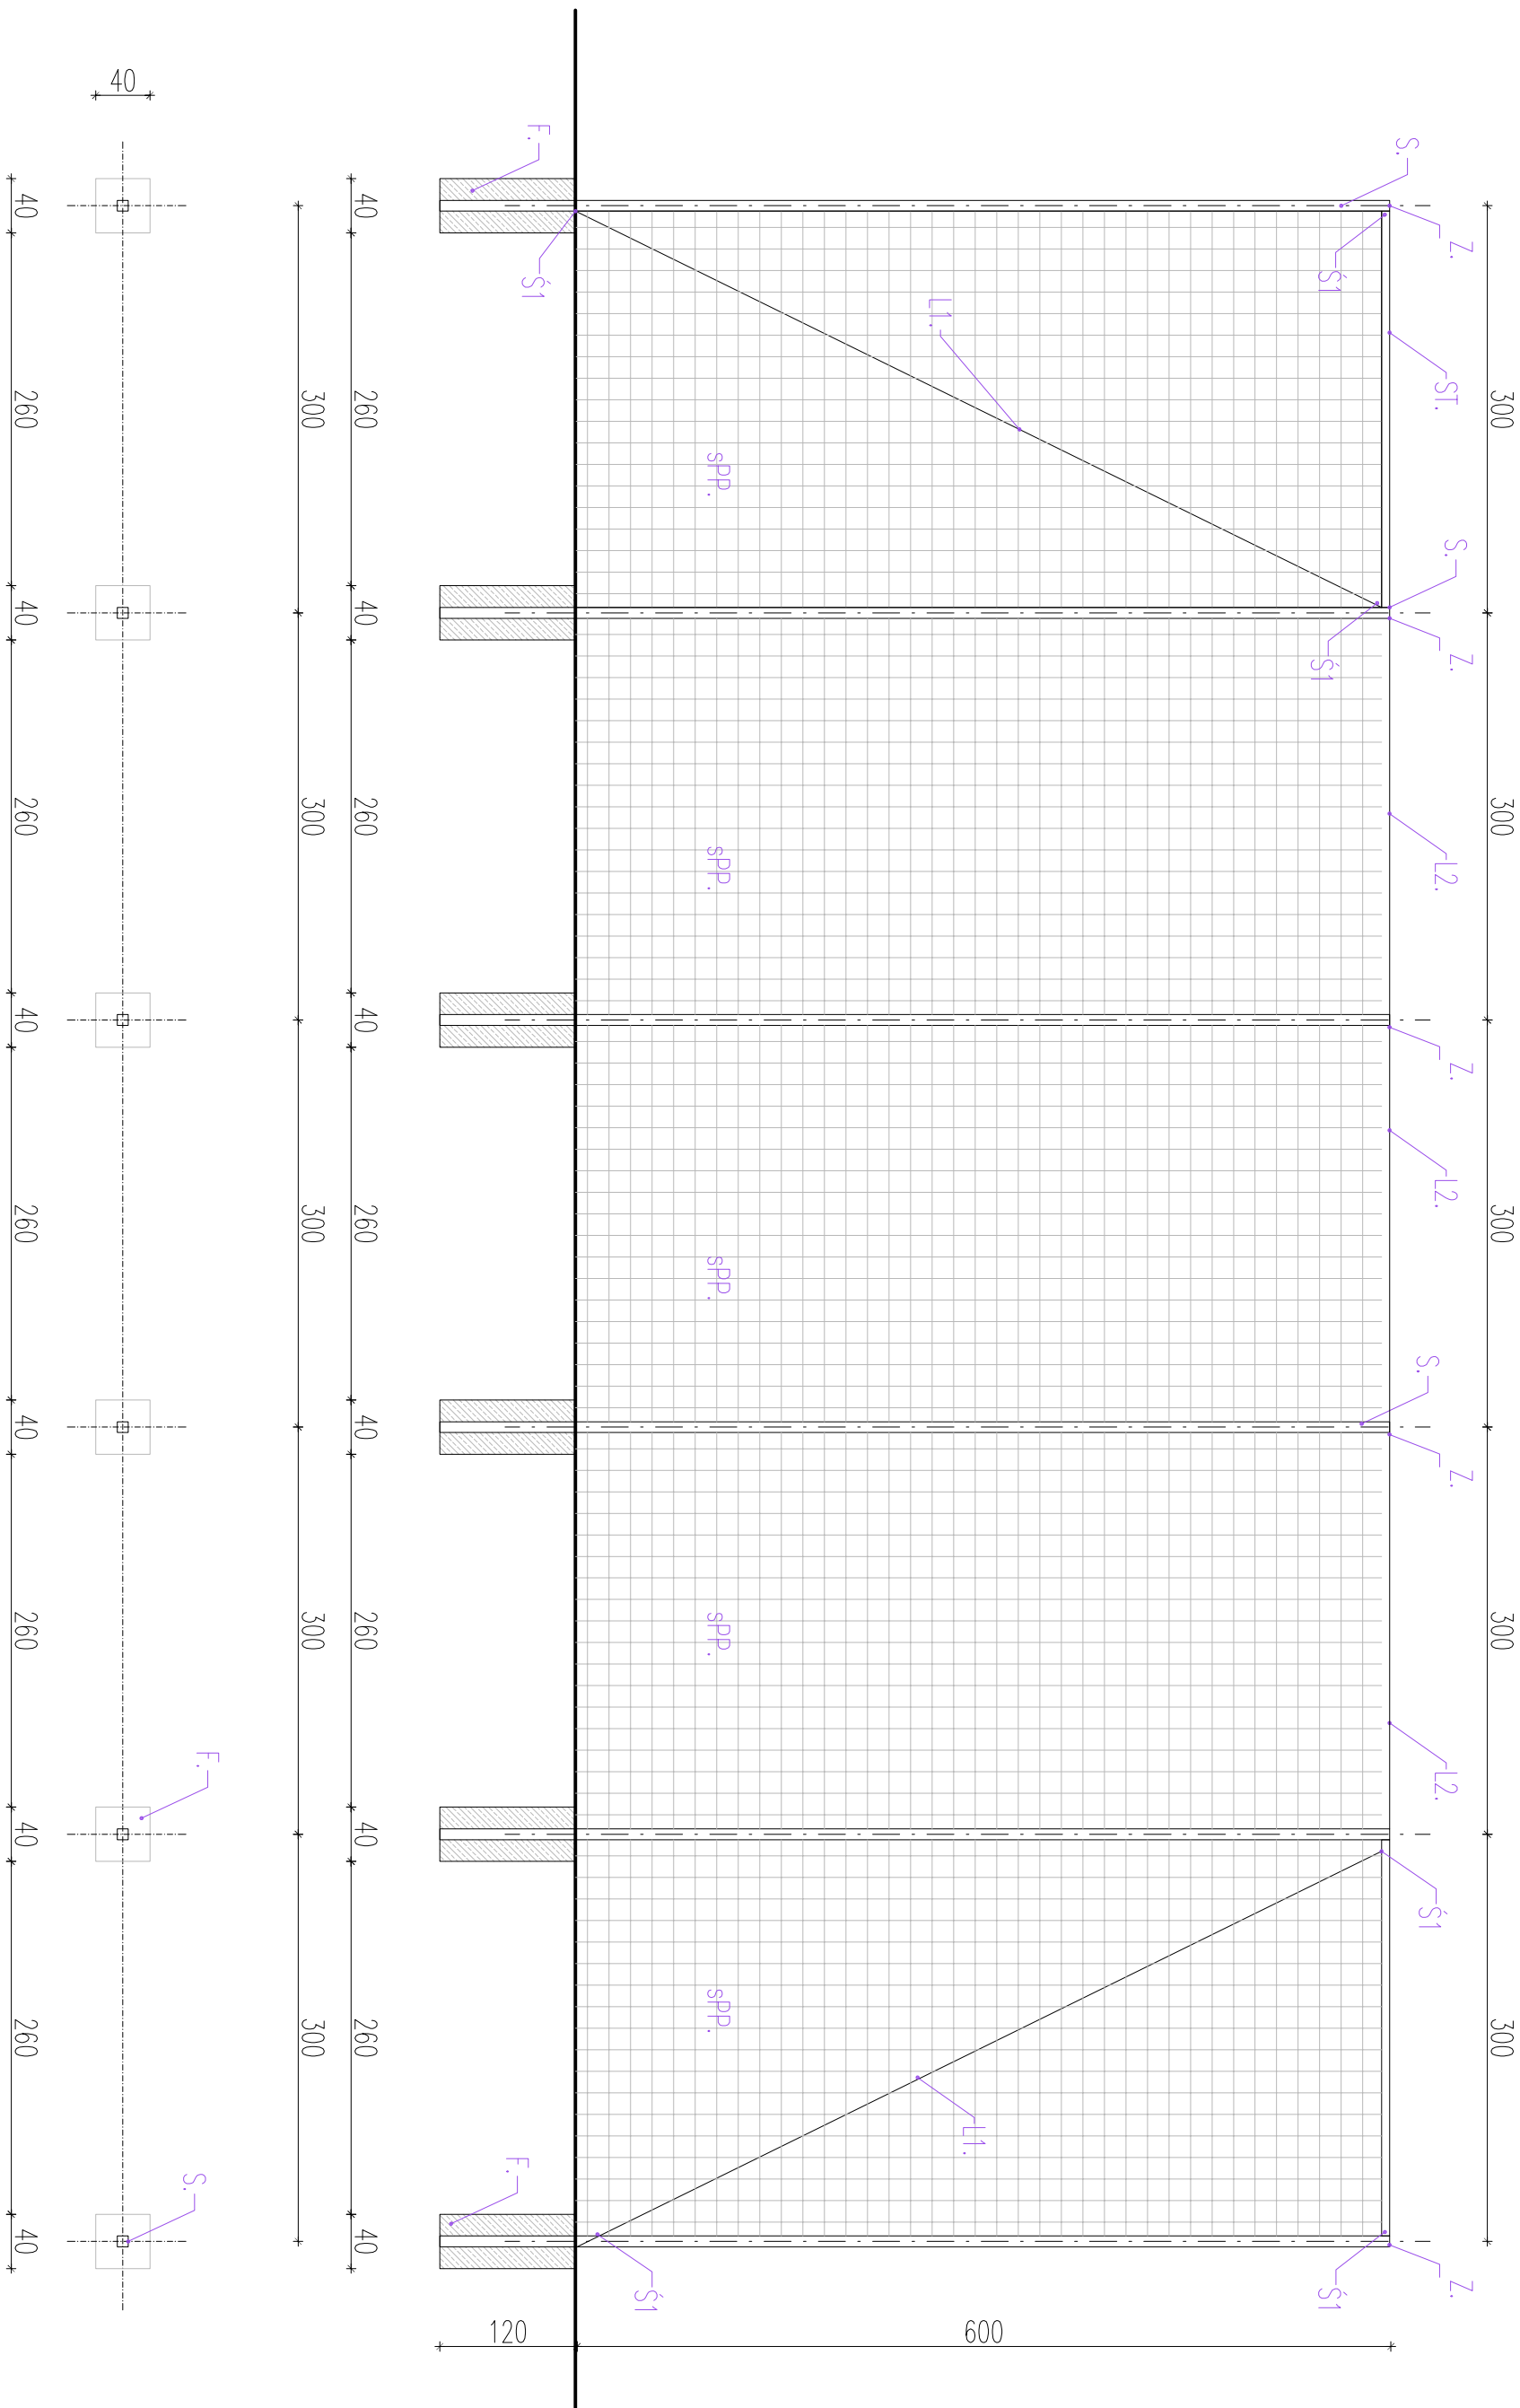 300 300 300 300 300
Z. Z. Z. Z. Z.
S. ST. S. L2. L2. S. L2. Ś1
Ś1 Ś1 Ś1
600
L1. L1.
sPP. sPP. sPP. sPP. sPP.
Ś1
F. Ś1 F.
120
40 260 40 260 40 260 40 260 40 260 40
300 300 300 300 300
F. S.
40
40 260 40 260 40 260 40 260 40 260 40